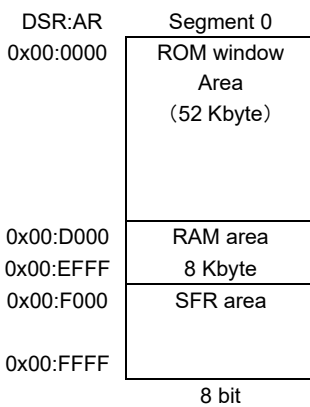 DSR:AR Segment 0
0x00:0000 ROM window
Area
（52 Kbyte）
0x00:D000 RAM area
0x00:EFFF 8 Kbyte
0x00:F000 SFR area
0x00:FFFF
8 bit